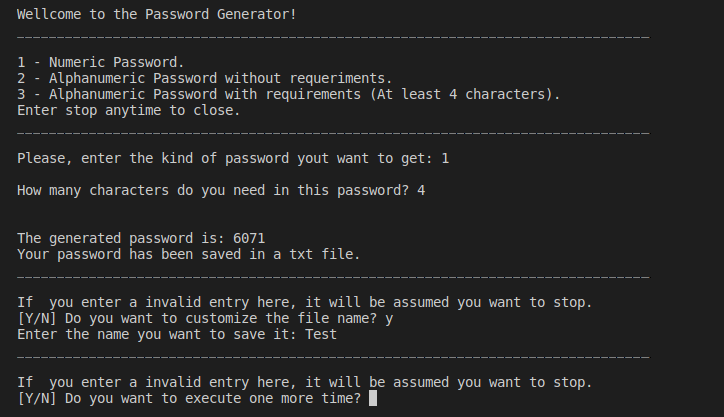 Wellcome to the Password Generator!
_______________________________________________________________________________
1 - Numeric Password.
2 - Alphanumeric Password without requeriments.
3 - Alphanumeric Password with requirements (At least 4 characters).
Enter stop anytime to close.
_______________________________________________________________________________
Please, enter the kind of password yout want to get: 1
How many characters do you need in this password? 4
The generated password is: 6071
Your password has been saved in a txt file.
_______________________________________________________________________________
If  you enter a invalid entry here, it will be assumed you want to stop.
[Y/N] Do you want to customize the file name? y
Enter the name you want to save it: Test
_______________________________________________________________________________
If  you enter a invalid entry here, it will be assumed you want to stop.
[Y/N] Do you want to execute one more time?